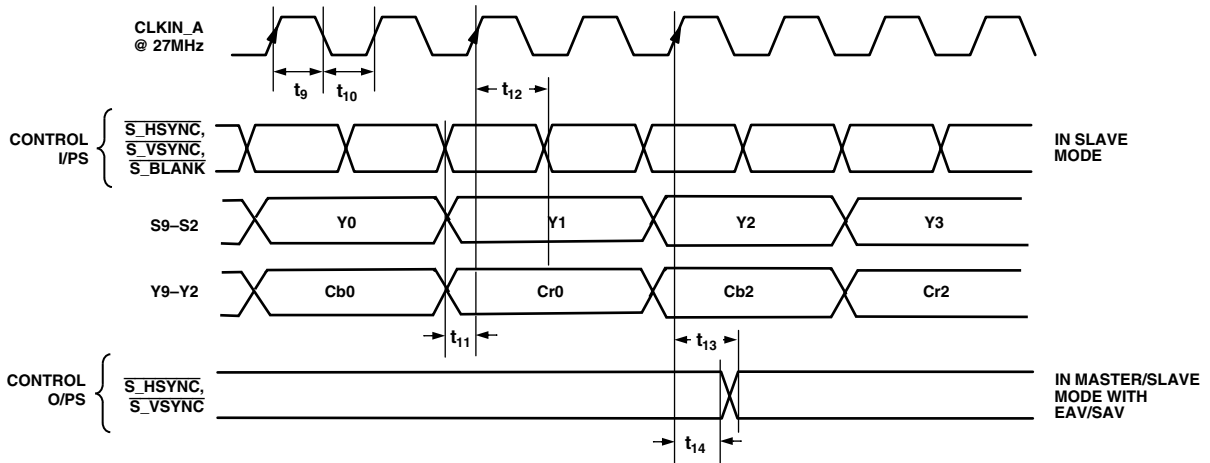 CLKIN_A
@ 27MHz
t9
t10
t12
CONTROL
I/PS
S_HSYNC,
S_VSYNC,
S_BLANK
IN SLAVE
MODE
S9–S2
Y0
Y1
Y2
Y3
Y9–Y2
Cb0
Cr0
Cb2
Cr2
t11
t13
CONTROL
O/PS
S_HSYNC,
S_VSYNC
IN MASTER/SLAVE
MODE WITH
EAV/SAV
t14